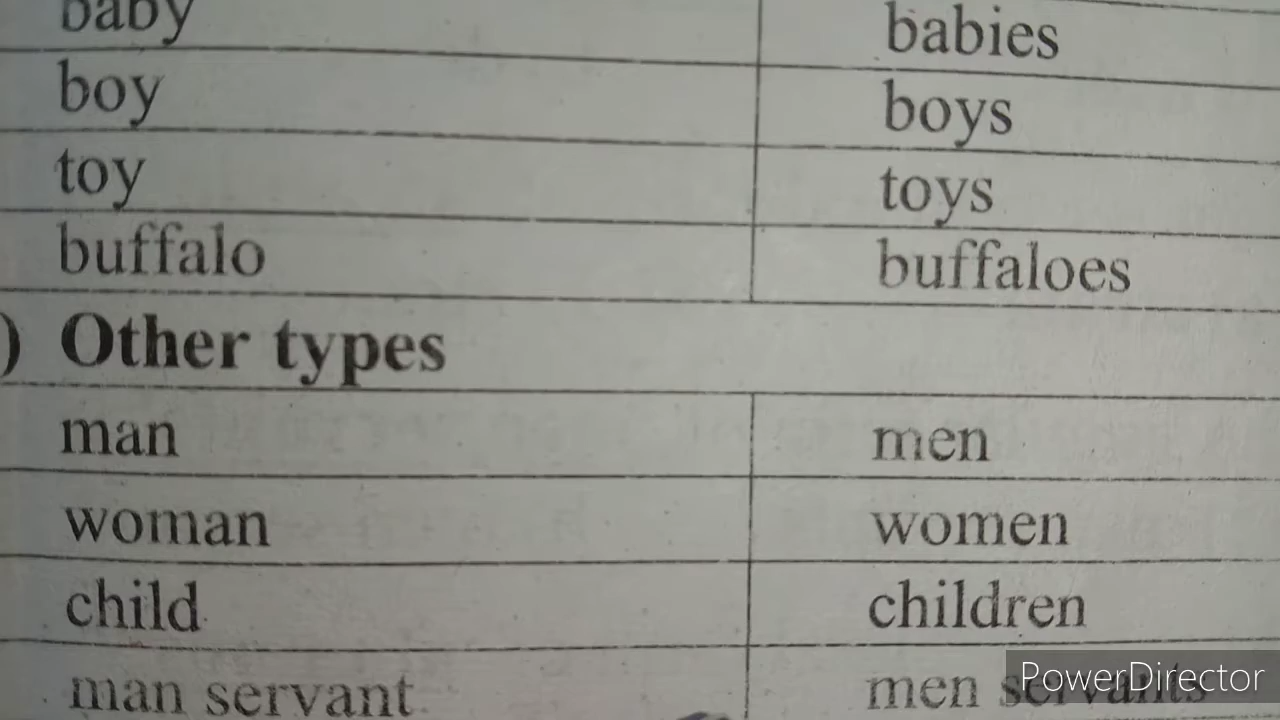 baby babies
boy boys
toy toys
buffalo buffaloes
) Other types
man men
woman women
child children
man servant men servants
PowerDirector